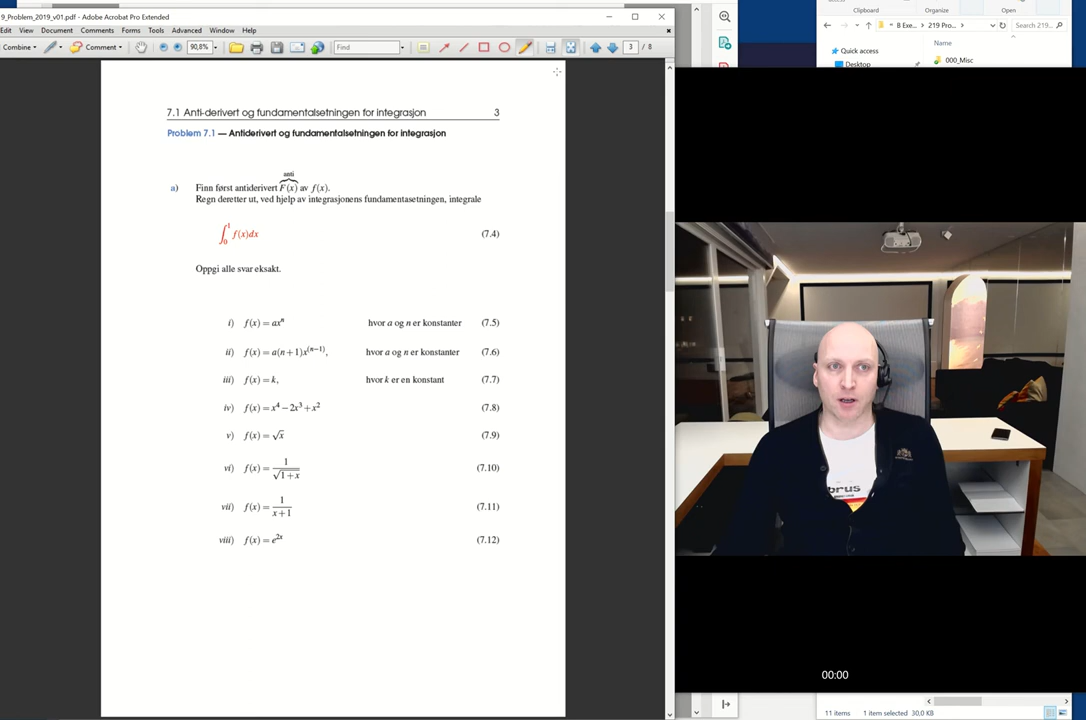 9_Problem_2019_v01.pdf - Adobe Acrobat Pro Extended
Edit View Document Comments Forms Tools Advanced Window Help
Combine Comment 90,8% Find 3 / 8
7.1 Anti-derivert og fundamentalsetningen for integrasjon 3
Problem 7.1 — Antiderivert og fundamentalsetningen for integrasjon
anti
a) Finn først antiderivert F(x) av f(x).
Regn deretter ut, ved hjelp av integrasjonens fundamentasetningen, integrale
∫₀¹ f(x)dx (7.4)
Oppgi alle svar eksakt.
i) f(x) = axⁿ hvor a og n er konstanter (7.5)
ii) f(x) = a(n+1)x⁽ⁿ⁻¹⁾, hvor a og n er konstanter (7.6)
iii) f(x) = k, hvor k er en konstant (7.7)
iv) f(x) = x⁴ − 2x³ + x² (7.8)
v) f(x) = √x (7.9)
vi) f(x) = 1/√(1+x) (7.10)
vii) f(x) = 1/(x+1) (7.11)
viii) f(x) = e²ˣ (7.12)
Clipboard Organize Open
« B Exe... › 219 Pro... Search 219...
Name
Quick access
Desktop
000_Misc
brus
00:00
11 items 1 item selected 30,0 KB